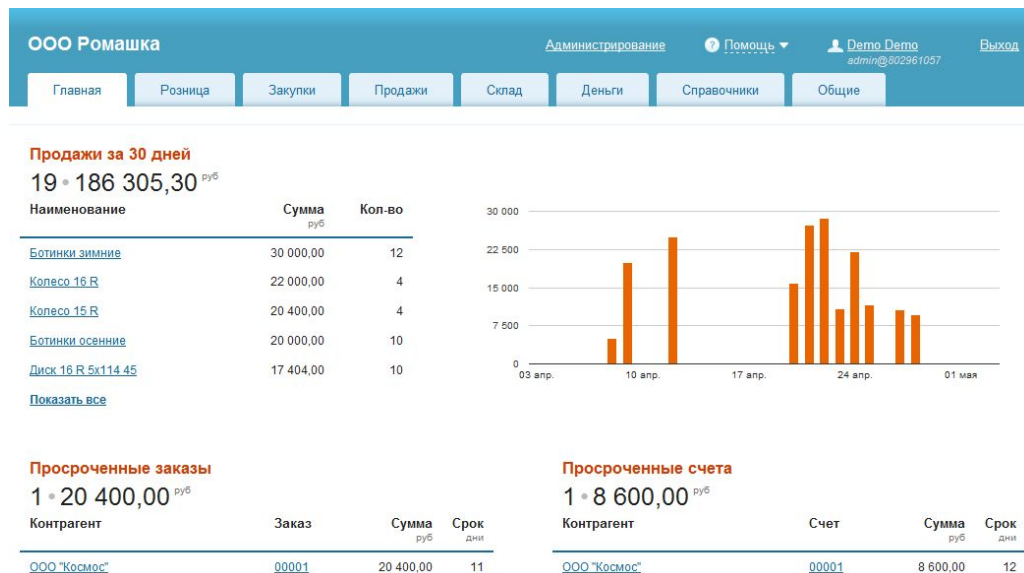 ООО Ромашка
Администрирование
Помощь
Demo Demo
admin@802961057
Выход
Главная Розница Закупки Продажи Склад Деньги Справочники Общие
Продажи за 30 дней
19 • 186 305,30 руб
Наименование Сумма Кол-во
руб
Ботинки зимние 30 000,00 12
Колесо 16 R 22 000,00 4
Колесо 15 R 20 400,00 4
Ботинки осенние 20 000,00 10
Диск 16 R 5x114 45 17 404,00 10
Показать все
30 000
22 500
15 000
7 500
0
03 апр. 10 апр. 17 апр. 24 апр. 01 мая
Просроченные заказы
1 • 20 400,00 руб
Контрагент Заказ Сумма Срок
руб дни
ООО "Космос" 00001 20 400,00 11
Просроченные счета
1 • 8 600,00 руб
Контрагент Счет Сумма Срок
руб дни
ООО "Космос" 00001 8 600,00 12